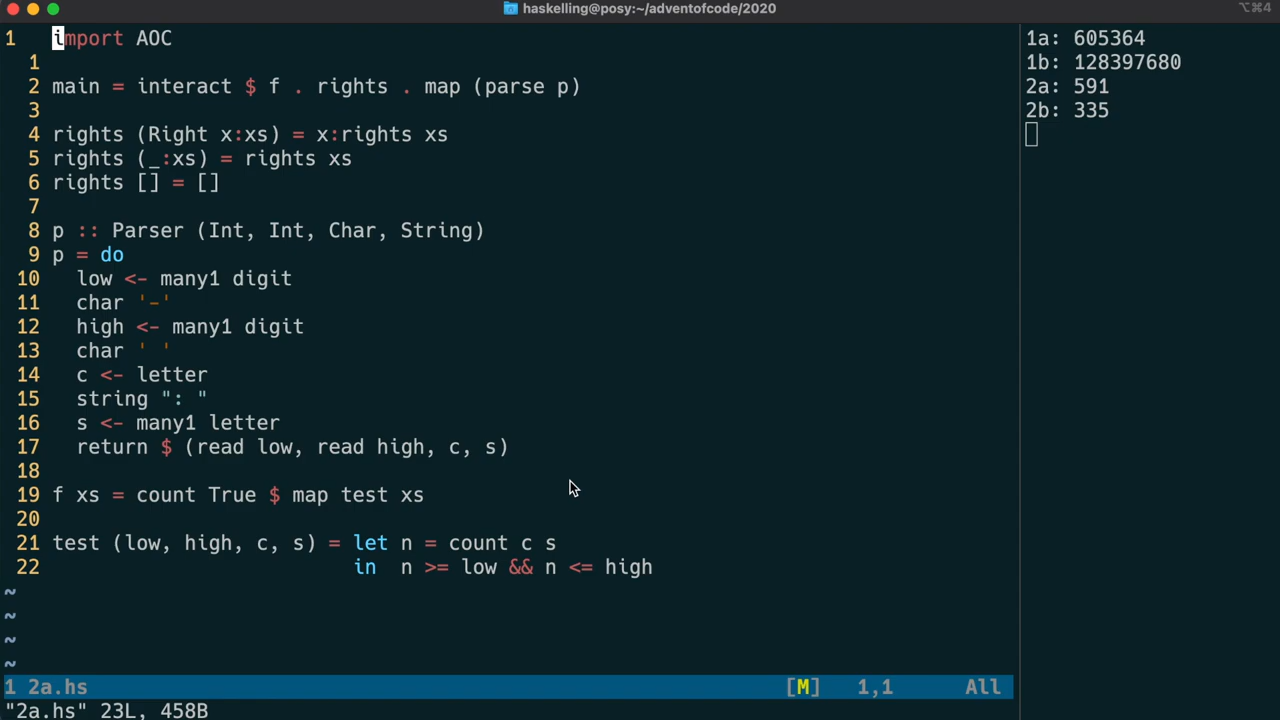 haskelling@posy:~/adventofcode/2020
⌥⌘4
1 import AOC
1
2 main = interact $ f . rights . map (parse p)
3
4 rights (Right x:xs) = x:rights xs
5 rights (_:xs) = rights xs
6 rights [] = []
7
8 p :: Parser (Int, Int, Char, String)
9 p = do
10   low <- many1 digit
11   char '-'
12   high <- many1 digit
13   char ' '
14   c <- letter
15   string ": "
16   s <- many1 letter
17   return $ (read low, read high, c, s)
18
19 f xs = count True $ map test xs
20
21 test (low, high, c, s) = let n = count c s
22                          in  n >= low && n <= high
~
~
~
~
1 2a.hs [M] 1,1 All
"2a.hs" 23L, 458B
1a: 605364
1b: 128397680
2a: 591
2b: 335